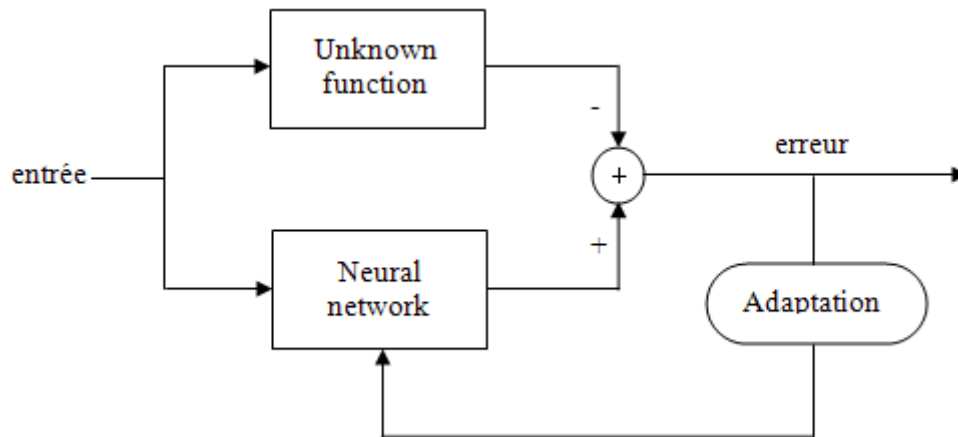 Unknown
function
-
entrée
+
erreur
+
Neural
network
Adaptation